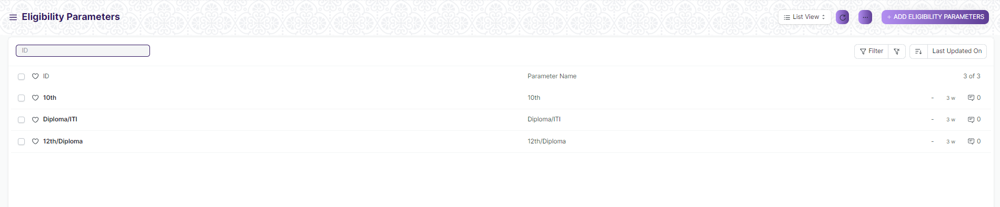 Eligibility Parameters
List View
... + ADD ELIGIBILITY PARAMETERS
ID
Filter
Last Updated On
ID Parameter Name 3 of 3
10th 10th - 3 w 0
Diploma/ITI Diploma/ITI - 3 w 0
12th/Diploma 12th/Diploma - 3 w 0